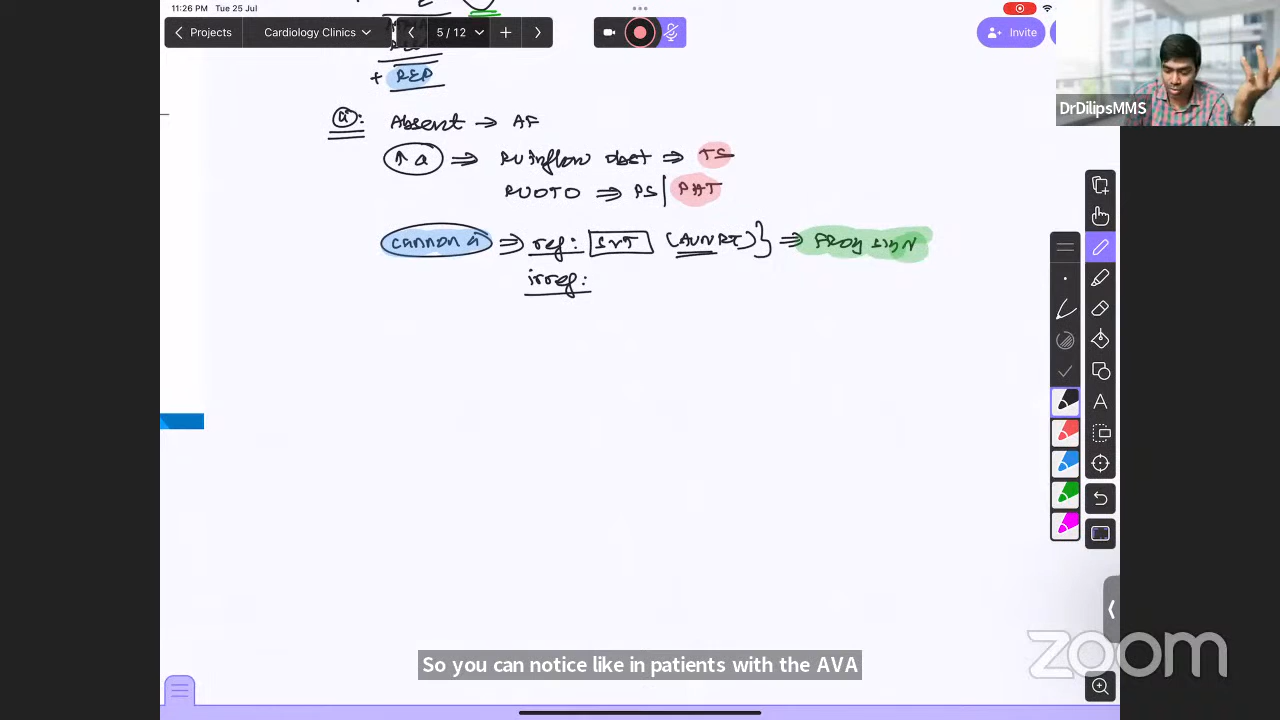 11:26 PM Tue 25 Jul
Projects Cardiology Clinics 5 / 12 Invite
+ REP
DrDilipsMMS
a: Absent → AF
↑ a ⇒ RV inflow obst ⇒ TS
RVOTO ⇒ PS | PHT
cannon a ⇒ reg: SVT (AVNRT) } ⇒ FROG SIGN
irreg:
So you can notice like in patients with the AVA
zoom